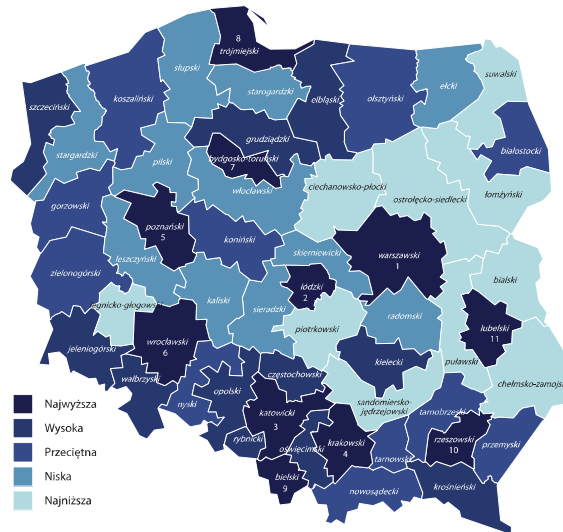 8
trójmiejski
słupski
suwalski
koszaliński
starogardzki
ełcki
elbląski
olsztyński
szczeciński
grudziądzki
białostocki
stargardzki
pilski
bydgosko-toruński
7
włocławski
ciechanowsko-płocki
ostrołęcko-siedlecki
łomżyński
gorzowski
poznański
5
koniński
skierniewicki
warszawski
1
leszczyński
bialski
zielonogórski
łódzki
2
kaliski
sieradzki
radomski
legnicko-głogowski
piotrkowski
lubelski
11
wrocławski
6
jeleniogórski
kielecki
puławski
częstochowski
wałbrzyski
chełmsko-zamojski
opolski
nyski
sandomiersko-
jędrzejowski
katowicki
3
tarnobrzeski
rybnicki
oświęcimski
krakowski
4
rzeszowski
10
przemyski
tarnowski
bielski
9
nowosądecki
krośnieński
Najwyższa
Wysoka
Przeciętna
Niska
Najniższa